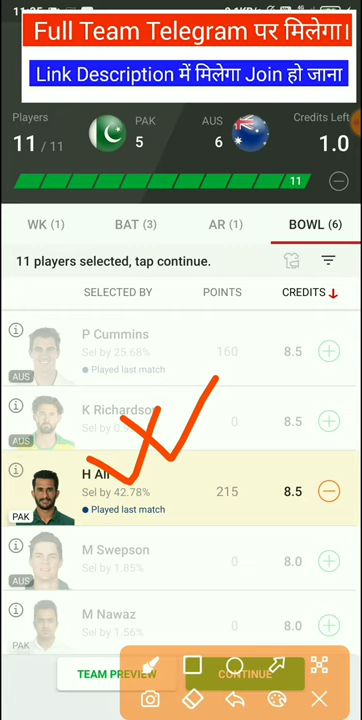 Full Team Telegram पर मिलेगा।
Link Description में मिलेगा Join हो जाना
Players
PAK
AUS
Credits Left
11 / 11
5
6
1.0
11
WK (1)
BAT (3)
AR (1)
BOWL (6)
11 players selected, tap continue.
SELECTED BY
POINTS
CREDITS
P Cummins
Sel by 25.68%
160
8.5
Played last match
AUS
K Richardson
0
8.5
AUS
H Ali
Sel by 42.78%
215
8.5
Played last match
PAK
M Swepson
Sel by 1.85%
0
8.0
AUS
M Nawaz
Sel by 1.56%
0
8.0
PAK
TEAM PREVIEW
CONTINUE